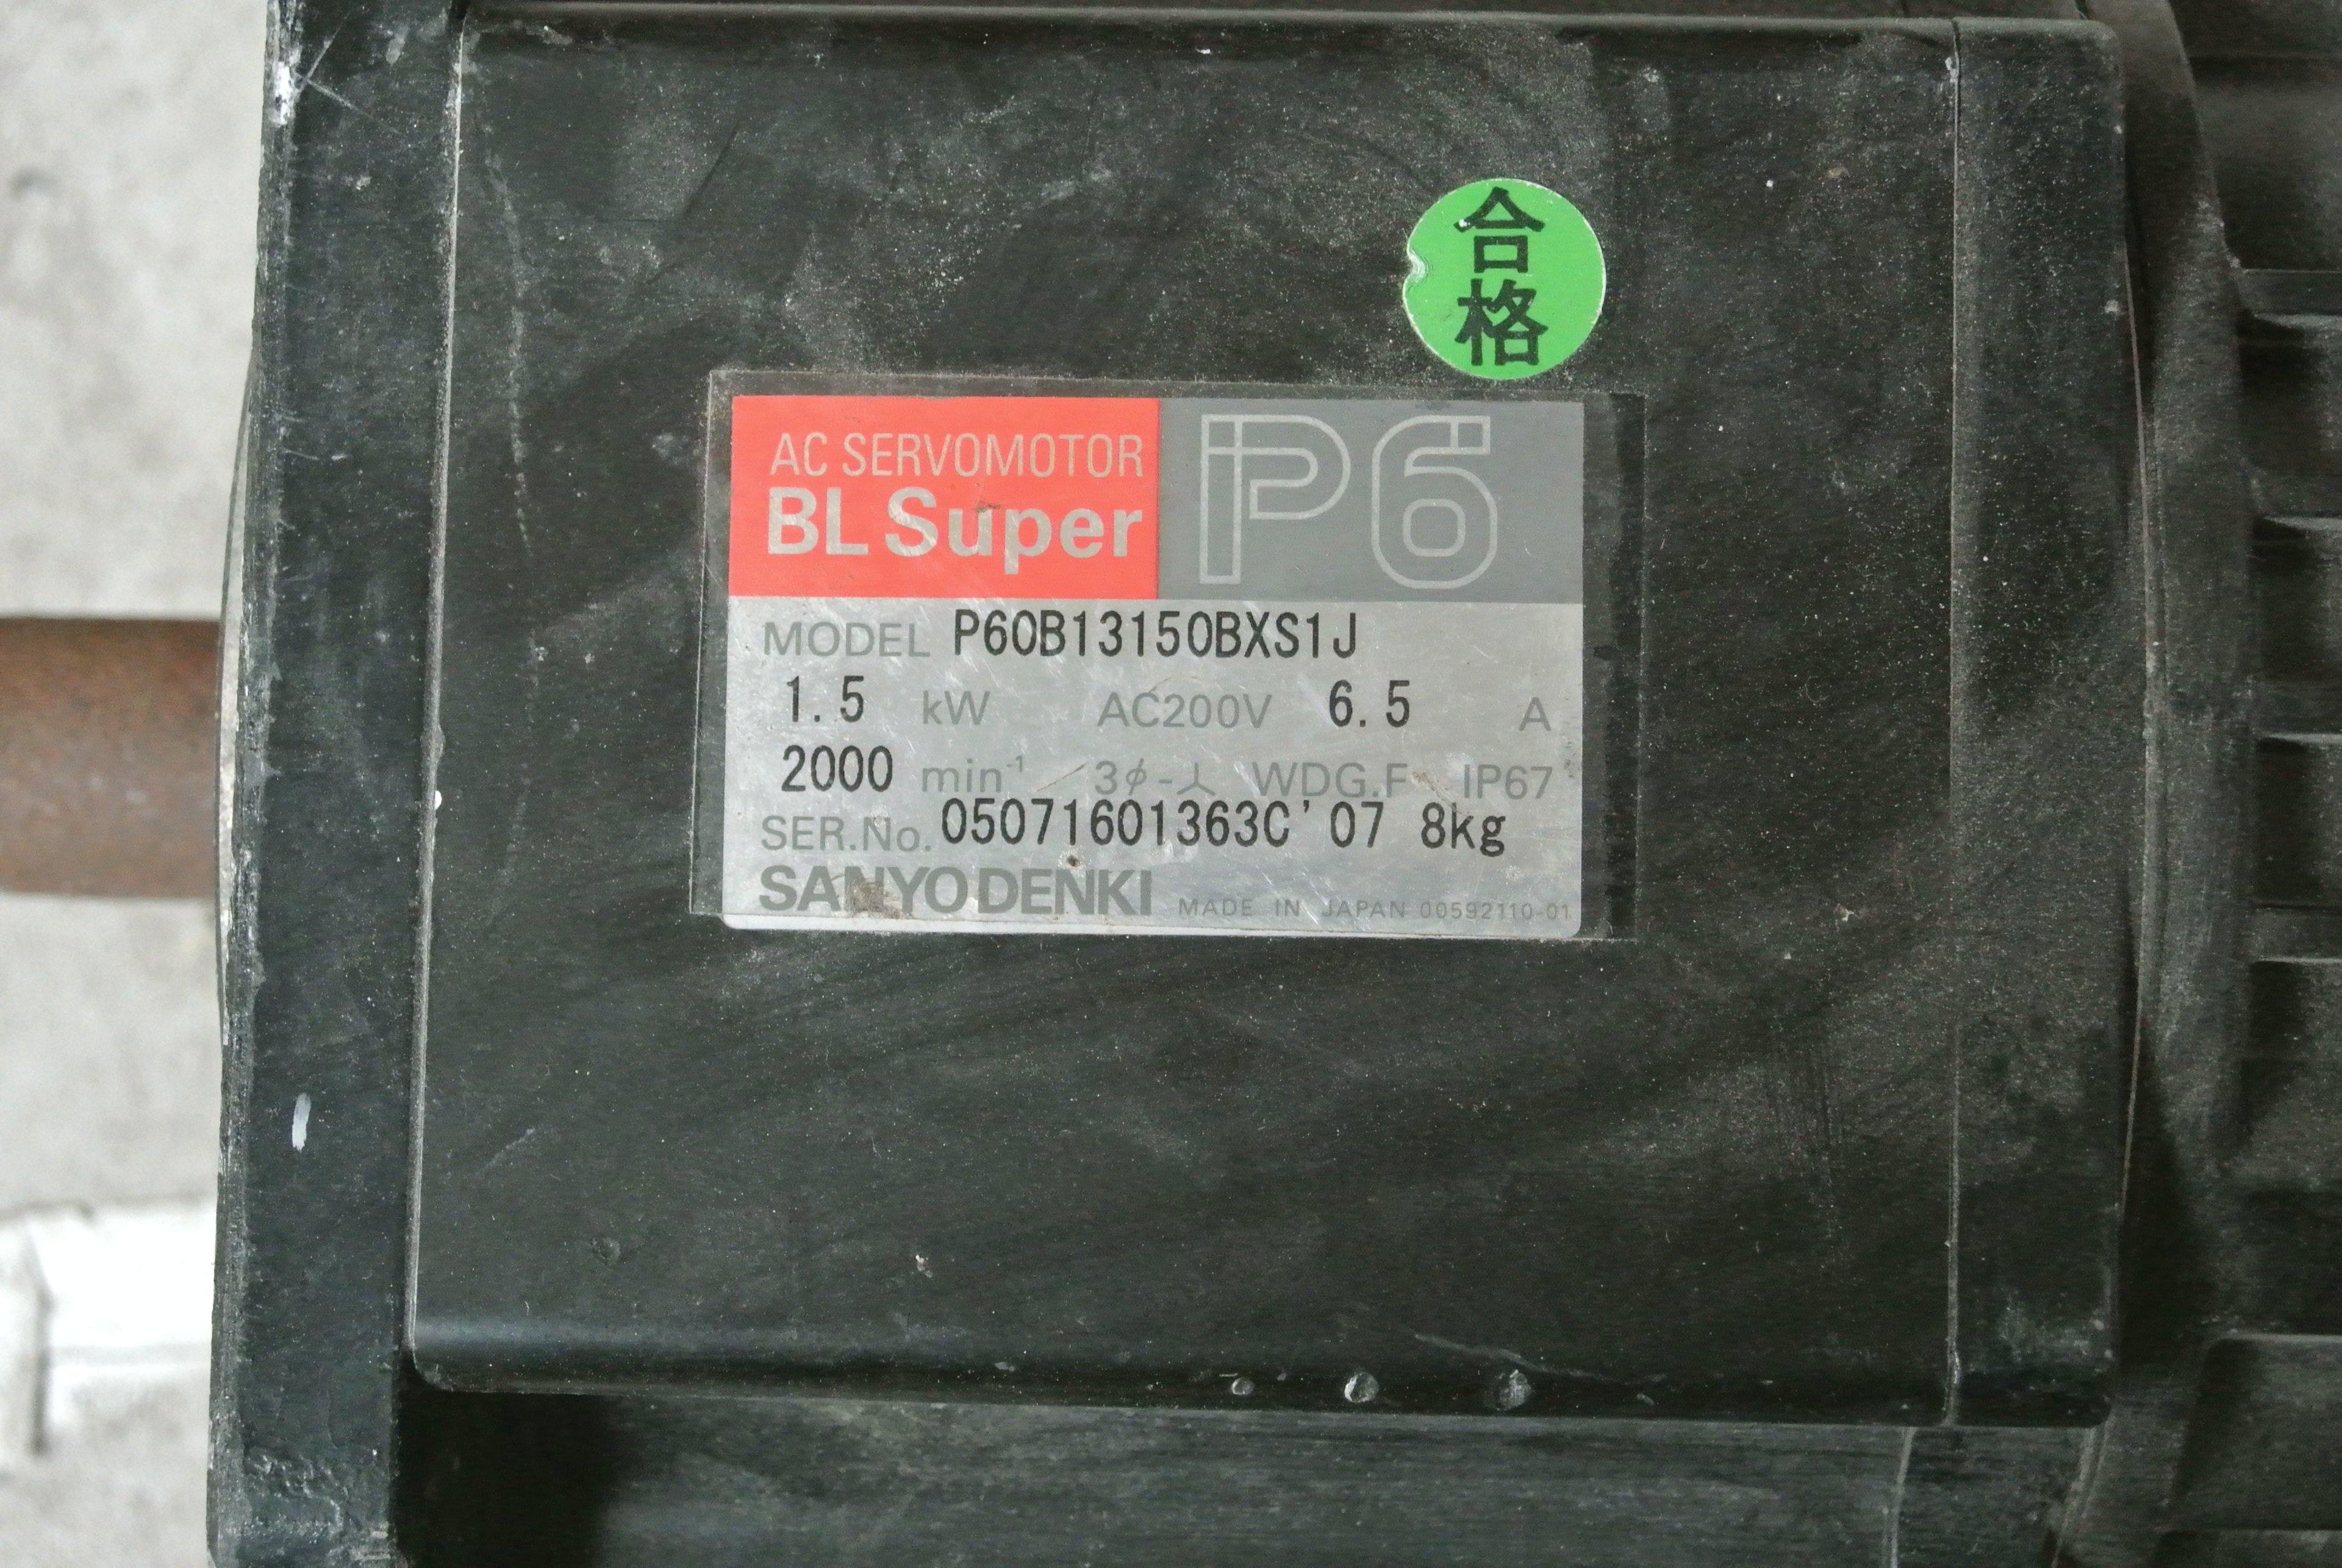 合
格
AC SERVOMOTOR
BL Super
P6
MODEL P60B13150BXS1J
1.5 kW AC200V 6.5 A
2000 min⁻¹ 3ϕ-⅄ WDG.F IP67
SER.No. 05071601363C'07 8kg
SANYO DENKI MADE IN JAPAN 00592110-01